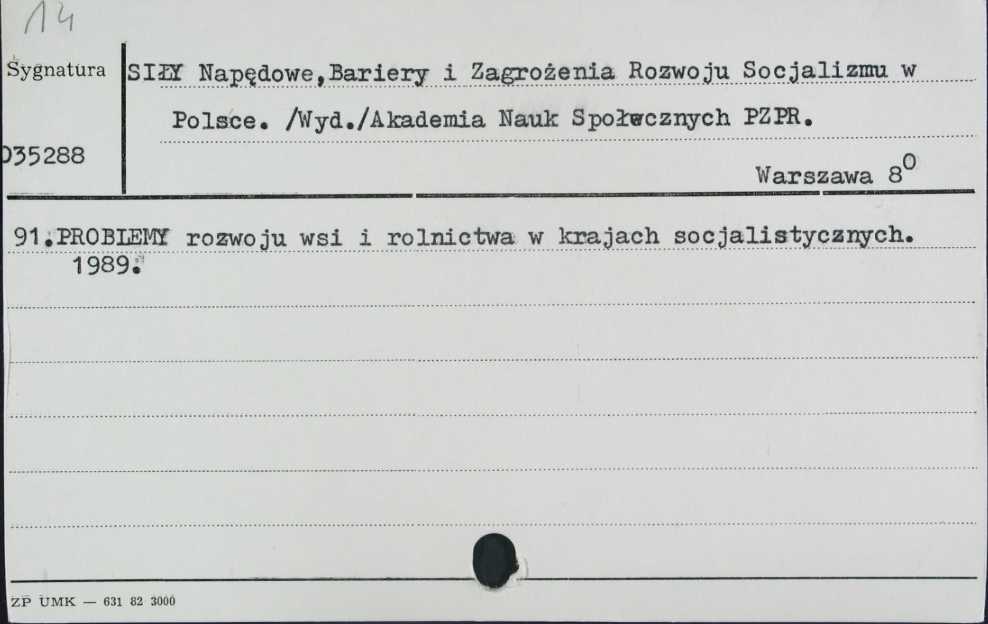 14
Sygnatura
SIŁY Napędowe,Bariery i Zagrożenia Rozwoju Socjalizmu w
Polsce. /Wyd./Akademia Nauk Społecznych PZPR.
035288
Warszawa 8⁰
91.PROBLEMY rozwoju wsi i rolnictwa w krajach socjalistycznych.
1989.
ZP UMK — 631 82 3000